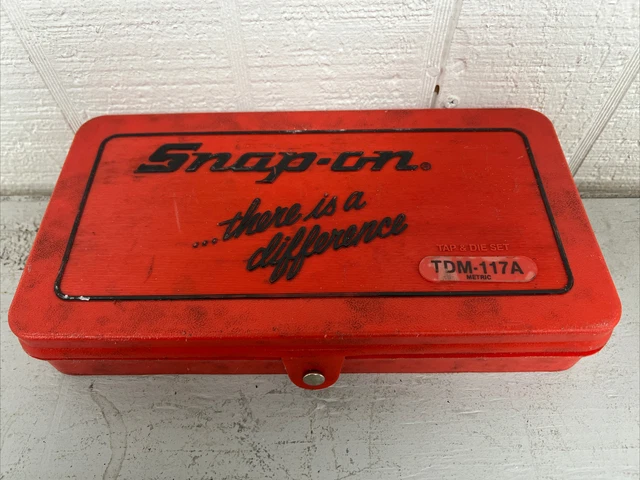 Snap-on®
...there is a
difference
TAP & DIE SET
TDM-117A
METRIC